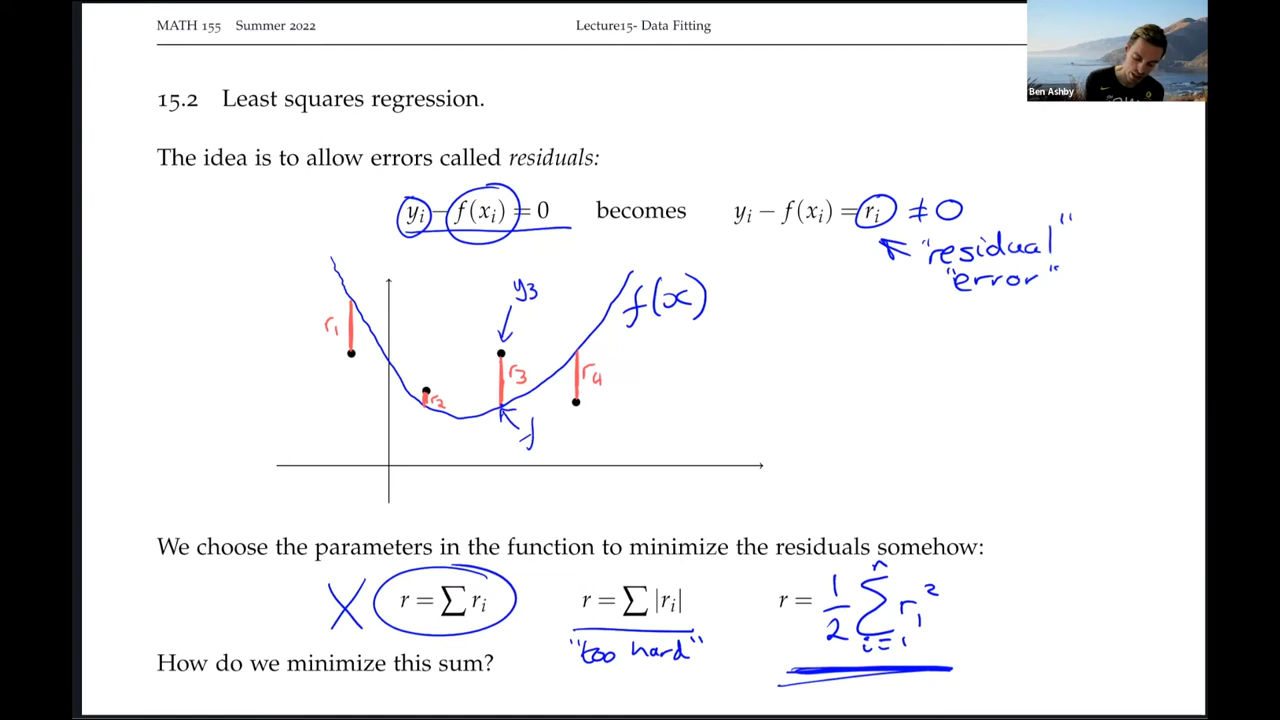 MATH 155 Summer 2022 Lecture15- Data Fitting
Ben Ashby
15.2 Least squares regression.
The idea is to allow errors called residuals:
yᵢ − f(xᵢ) = 0 becomes yᵢ − f(xᵢ) = rᵢ ≠ 0
"residual"
"error"
y₃
f(x)
r₁
r₃
r₄
r₂
f
We choose the parameters in the function to minimize the residuals somehow:
X r = ∑ rᵢ r = ∑ |rᵢ| r = 1/2 ∑ᵢ₌₁ⁿ rᵢ²
"too hard"
How do we minimize this sum?